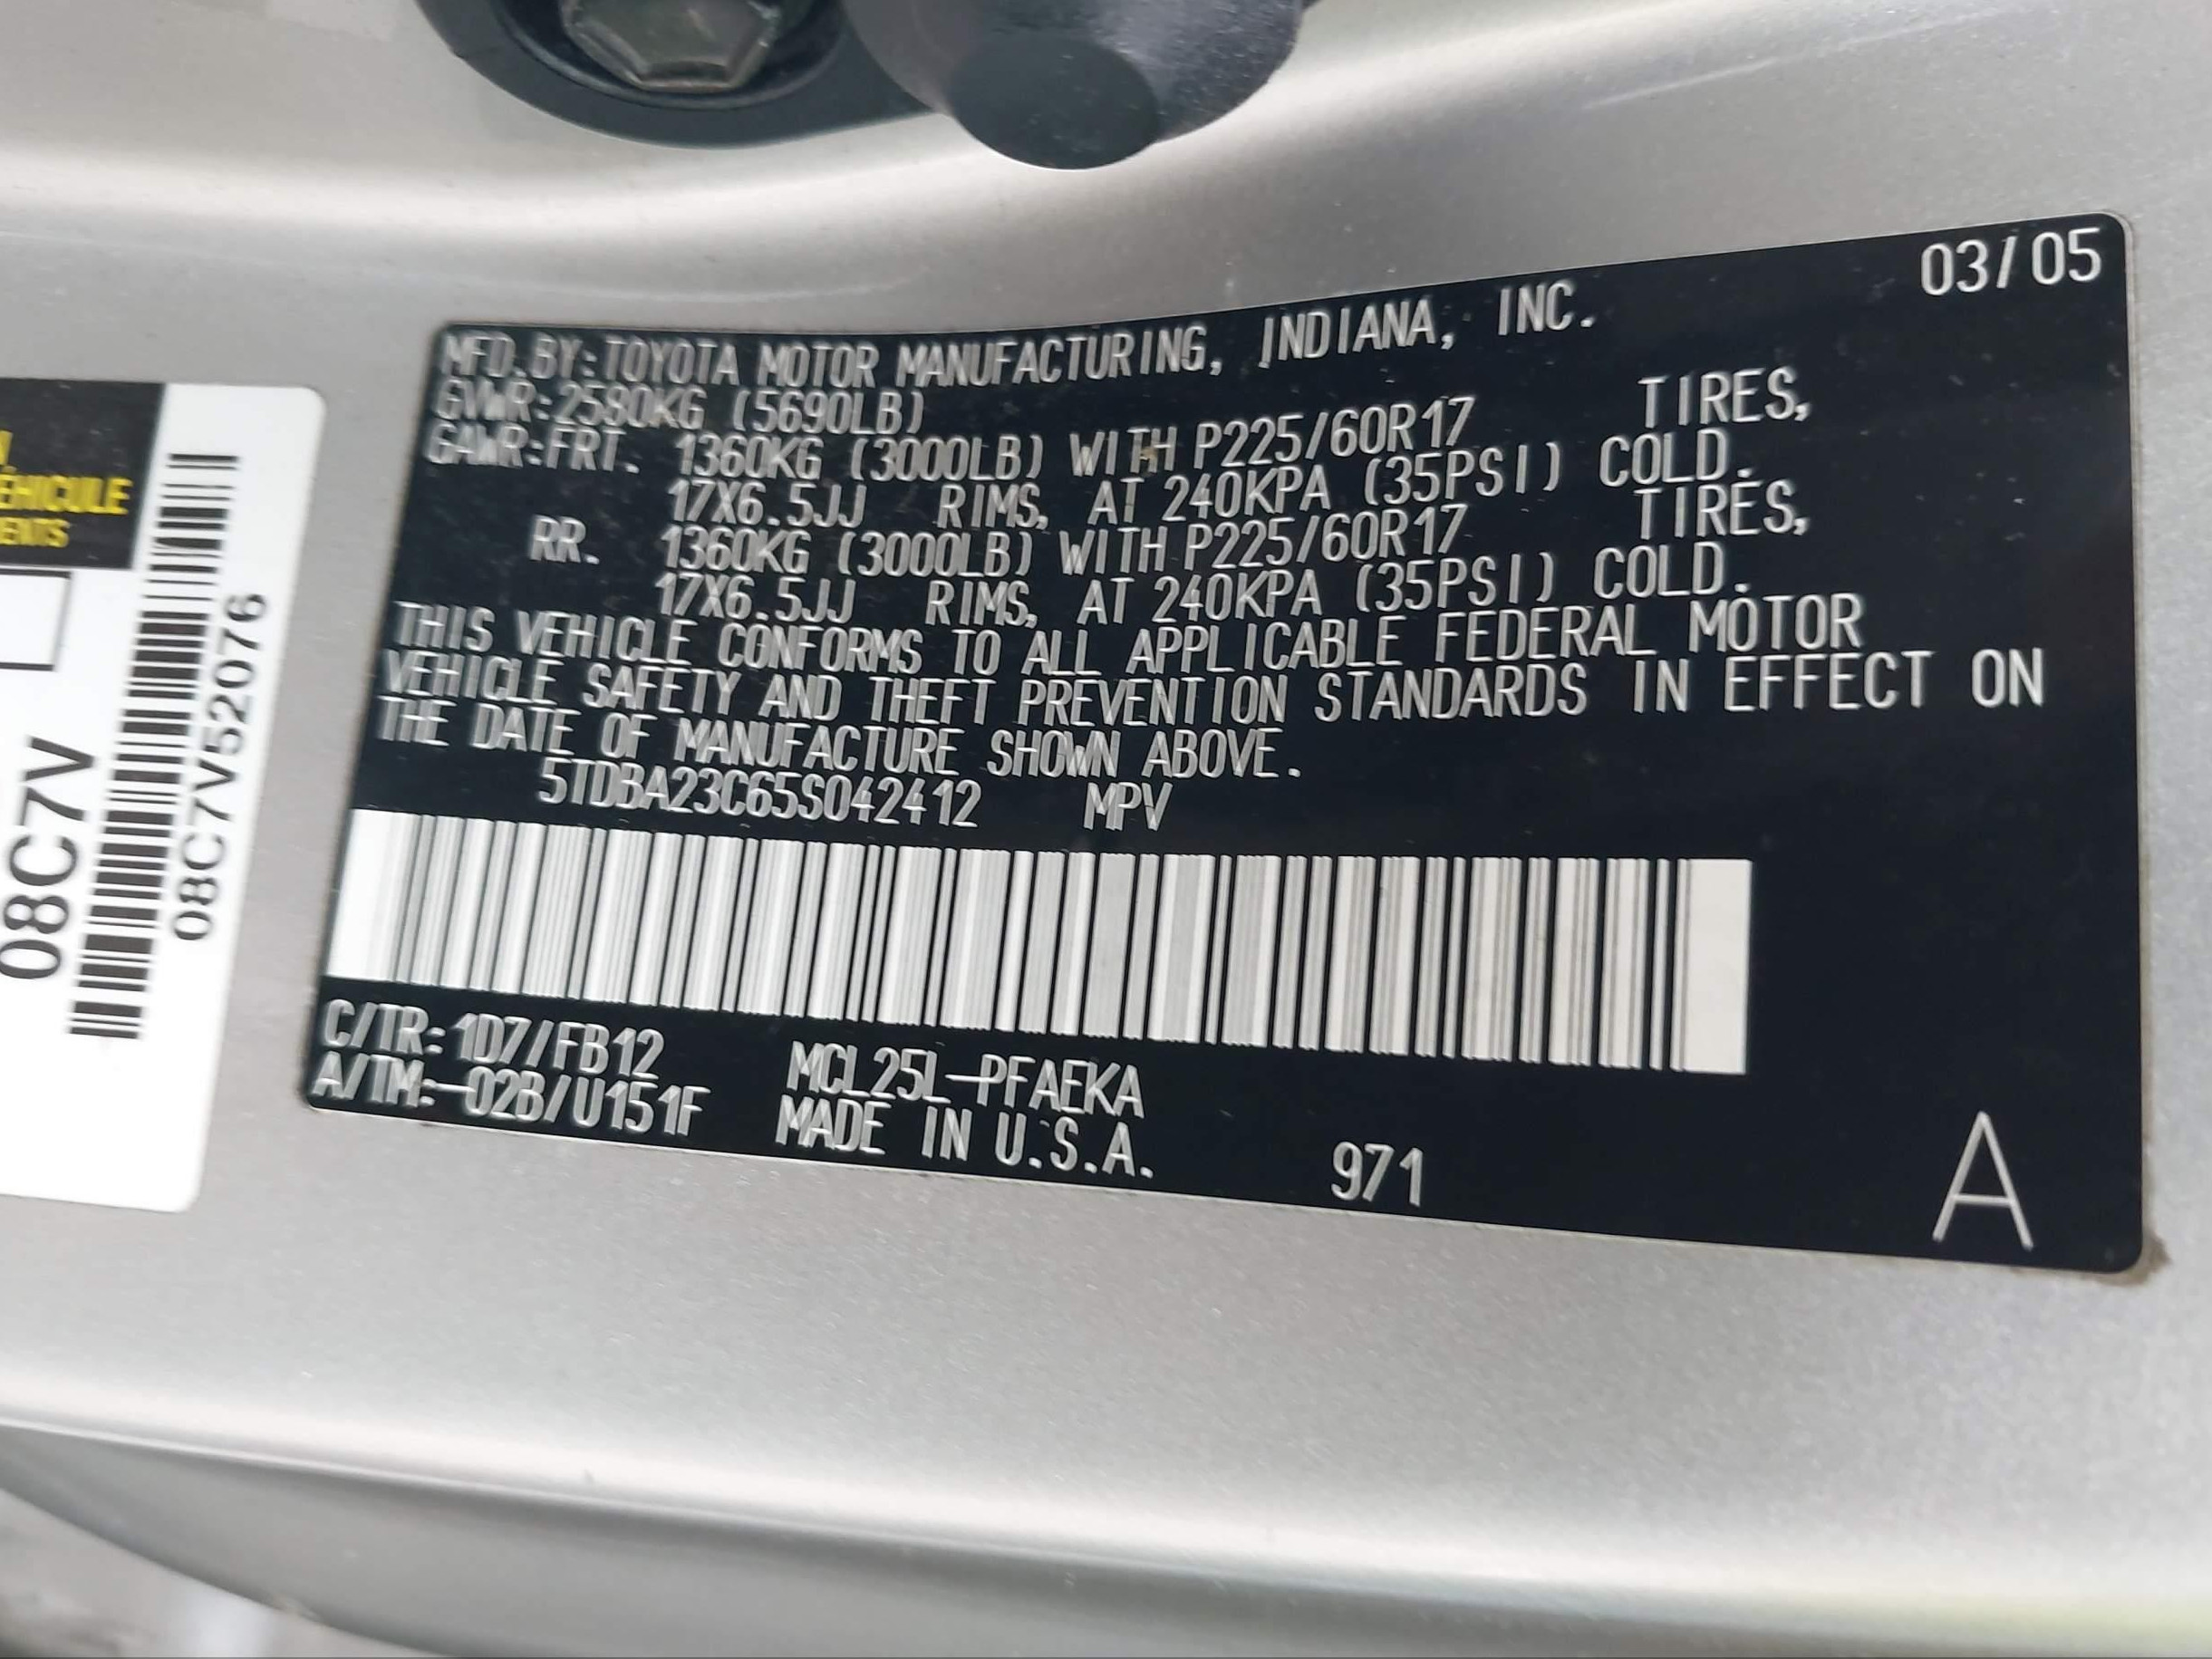 03/05
MFD.BY:TOYOTA MOTOR MANUFACTURING, INDIANA, INC.
GVWR:2580KG (5690LB)
GAWR:FRT. 1360KG (3000LB) WITH P225/60R17 TIRES,
17X6.5JJ RIMS, AT 240KPA (35PSI) COLD.
RR. 1360KG (3000LB) WITH P225/60R17 TIRES,
17X6.5JJ RIMS, AT 240KPA (35PSI) COLD.
THIS VEHICLE CONFORMS TO ALL APPLICABLE FEDERAL MOTOR
VEHICLE SAFETY AND THEFT PREVENTION STANDARDS IN EFFECT ON
THE DATE OF MANUFACTURE SHOWN ABOVE.
5TDBA23C65S042412 MPV
C/TR:1D7/FB12 MCL25L-PFAEKA
A/TM:-02B/U151F MADE IN U.S.A.
971
A
08C7V
08C7V52076